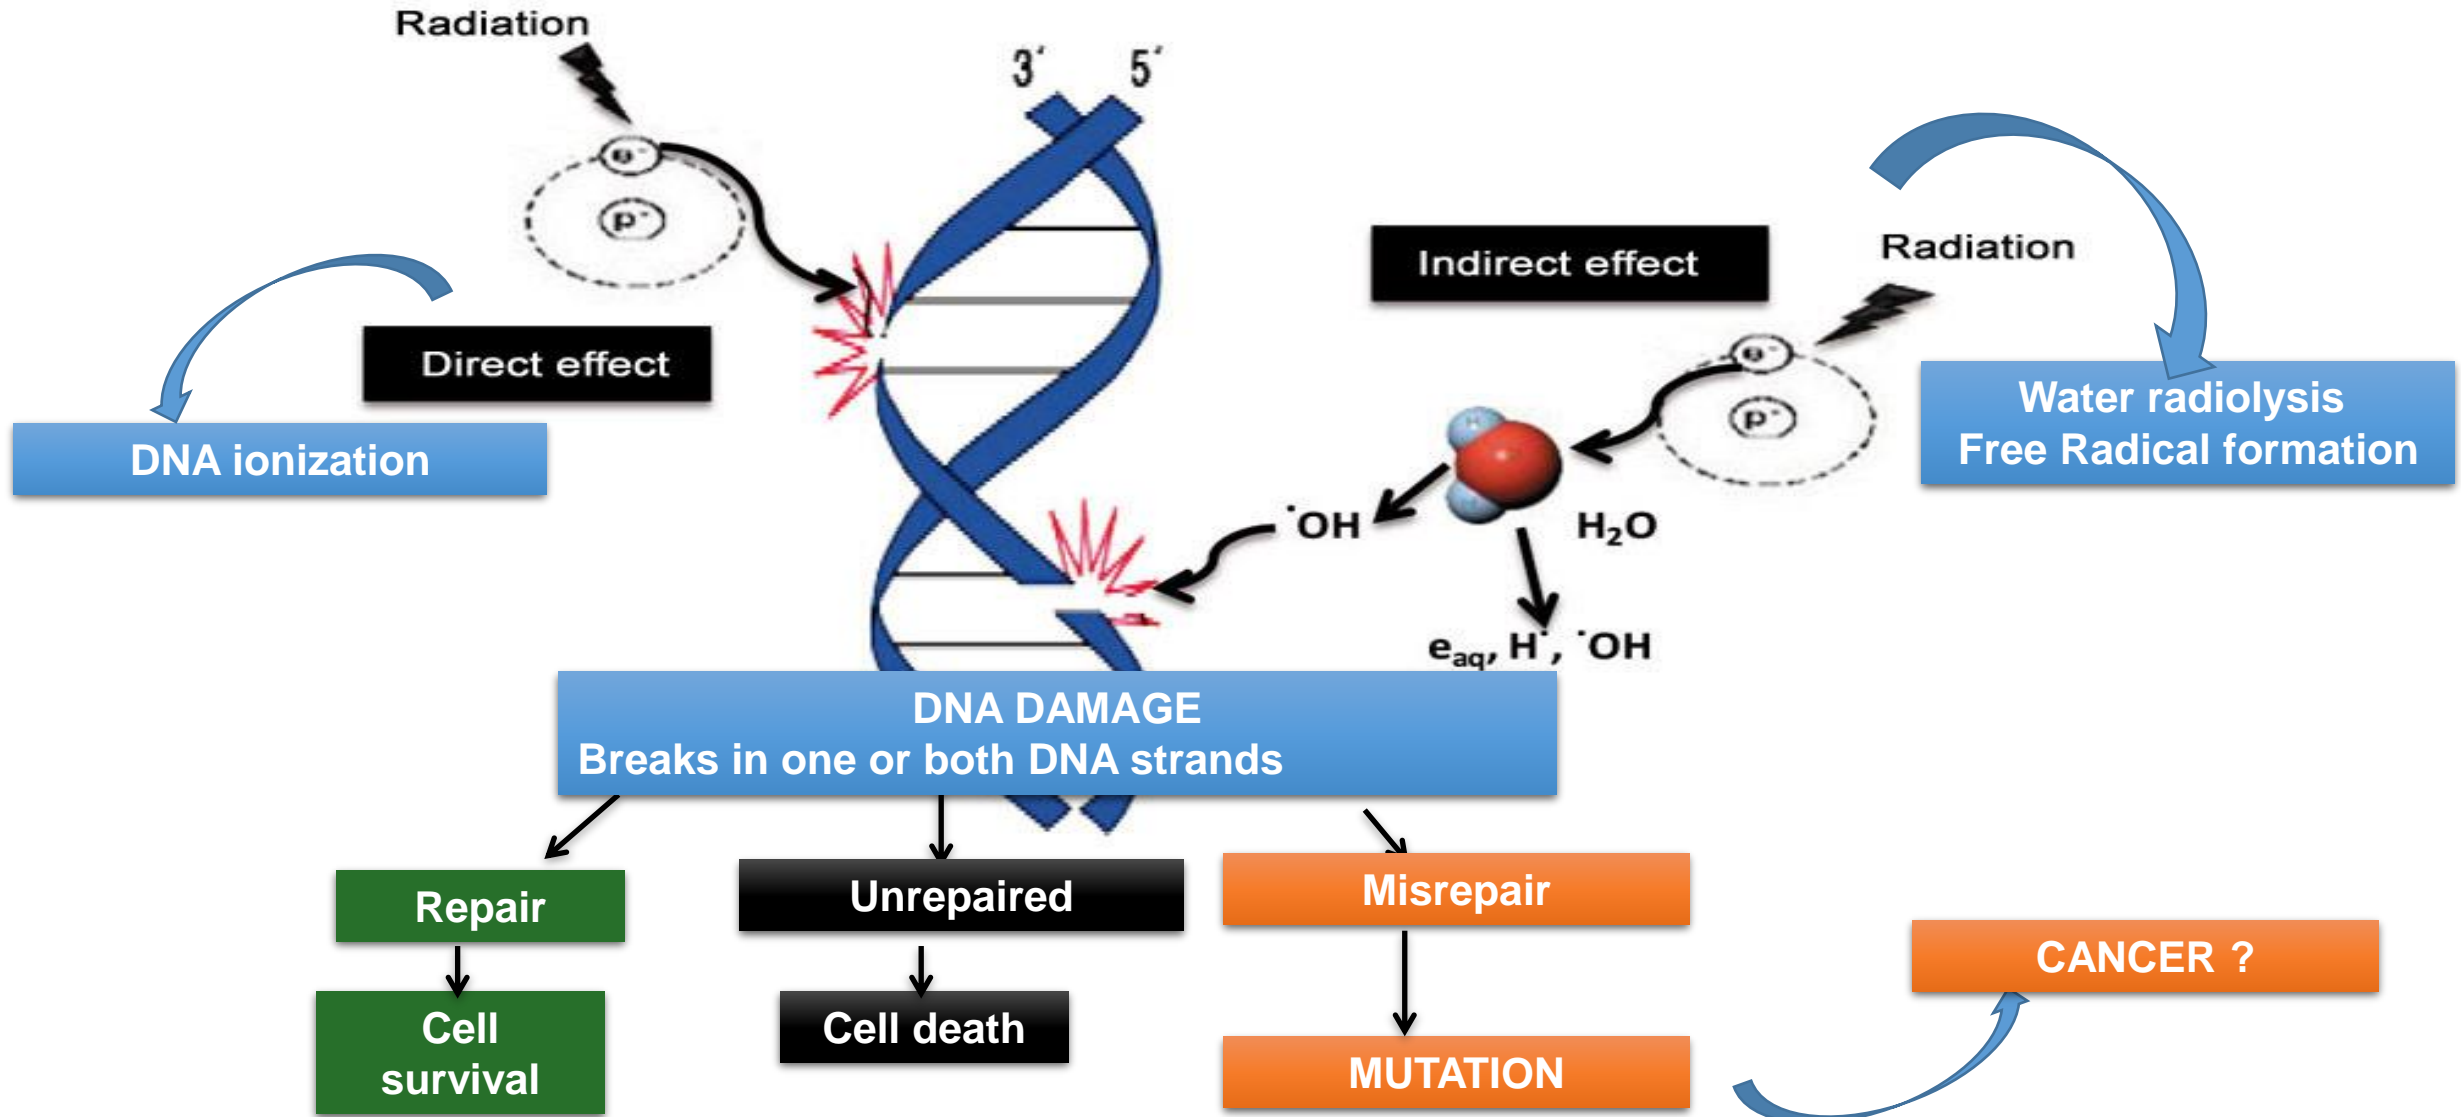 Radiation
3´ 5´
e⁻
p⁻
Direct effect
DNA ionization
Indirect effect
Radiation
e⁻
p⁻
Water radiolysis
Free Radical formation
˙OH
H₂O
eₐq, H˙, ˙OH
DNA DAMAGE
Breaks in one or both DNA strands
Repair
Unrepaired
Misrepair
Cell
survival
Cell death
MUTATION
CANCER ?